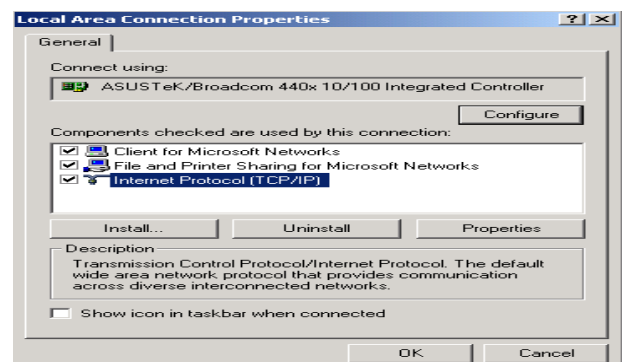 Local Area Connection Properties
General
Connect using:
ASUSTeK/Broadcom 440x 10/100 Integrated Controller
Configure
Components checked are used by this connection:
Client for Microsoft Networks
File and Printer Sharing for Microsoft Networks
Internet Protocol (TCP/IP)
Install... Uninstall Properties
Description
Transmission Control Protocol/Internet Protocol. The default
wide area network protocol that provides communication
across diverse interconnected networks.
Show icon in taskbar when connected
OK Cancel